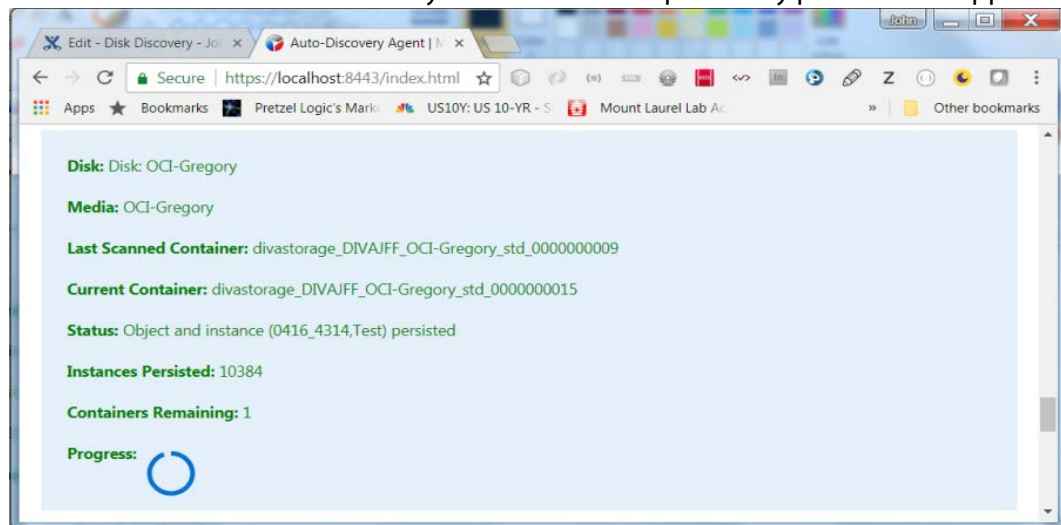 John
Edit - Disk Discovery - Jo
Auto-Discovery Agent | M
Secure | https://localhost:8443/index.html
Apps Bookmarks Pretzel Logic's Mark US10Y: US 10-YR - S Mount Laurel Lab Ac » Other bookmarks
Disk: Disk: OCI-Gregory
Media: OCI-Gregory
Last Scanned Container: divastorage_DIVAJFF_OCI-Gregory_std_0000000009
Current Container: divastorage_DIVAJFF_OCI-Gregory_std_0000000015
Status: Object and instance (0416_4314,Test) persisted
Instances Persisted: 10384
Containers Remaining: 1
Progress: